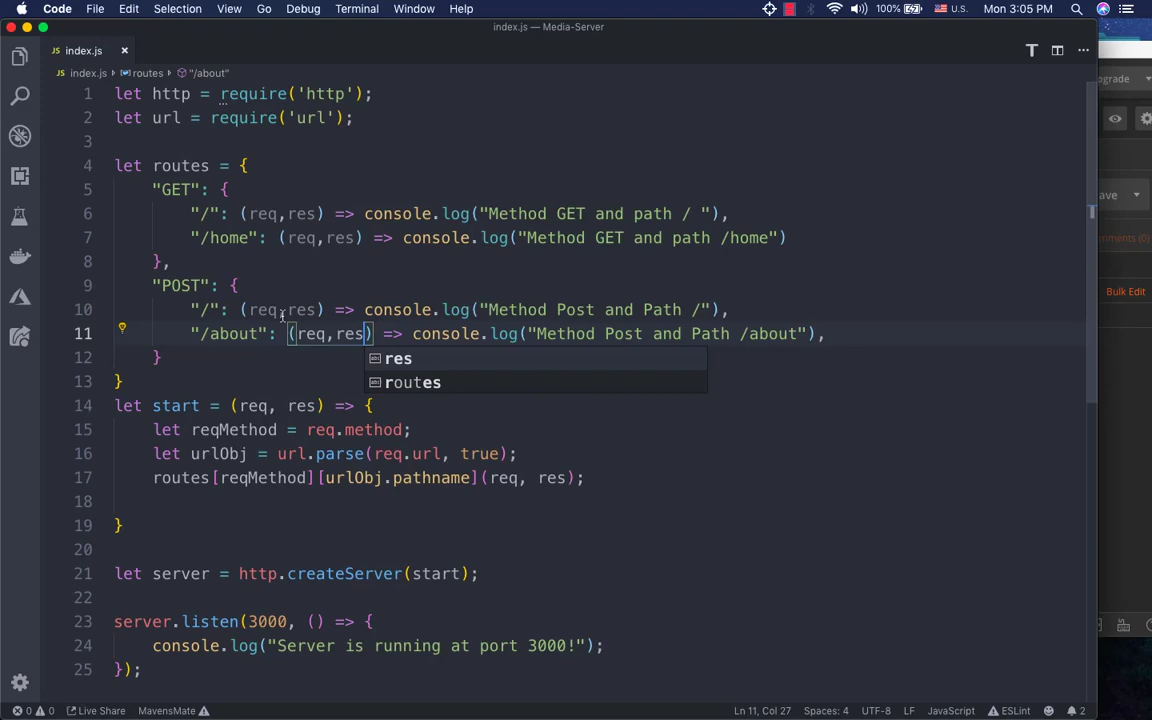 Code File Edit Selection View Go Debug Terminal Window Help 100% U.S. Mon 3:05 PM
index.js — Media-Server
JS index.js ×
JS index.js › routes › "/about"
1 let http = require('http');
2 let url = require('url');
3
4 let routes = {
5 "GET": {
6 "/": (req,res) => console.log("Method GET and path / "),
7 "/home": (req,res) => console.log("Method GET and path /home")
8 },
9 "POST": {
10 "/": (req,res) => console.log("Method Post and Path /"),
11 "/about": (req,res) => console.log("Method Post and Path /about"),
res
12 }
routes
13 }
14 let start = (req, res) => {
15 let reqMethod = req.method;
16 let urlObj = url.parse(req.url, true);
17 routes[reqMethod][urlObj.pathname](req, res);
18
19 }
20
21 let server = http.createServer(start);
22
23 server.listen(3000, () => {
24 console.log("Server is running at port 3000!");
25 });
0 0 Live Share MavensMate Ln 11, Col 27 Spaces: 4 UTF-8 LF JavaScript ESLint 2
pgrade
ave
mments (0)
Bulk Edit